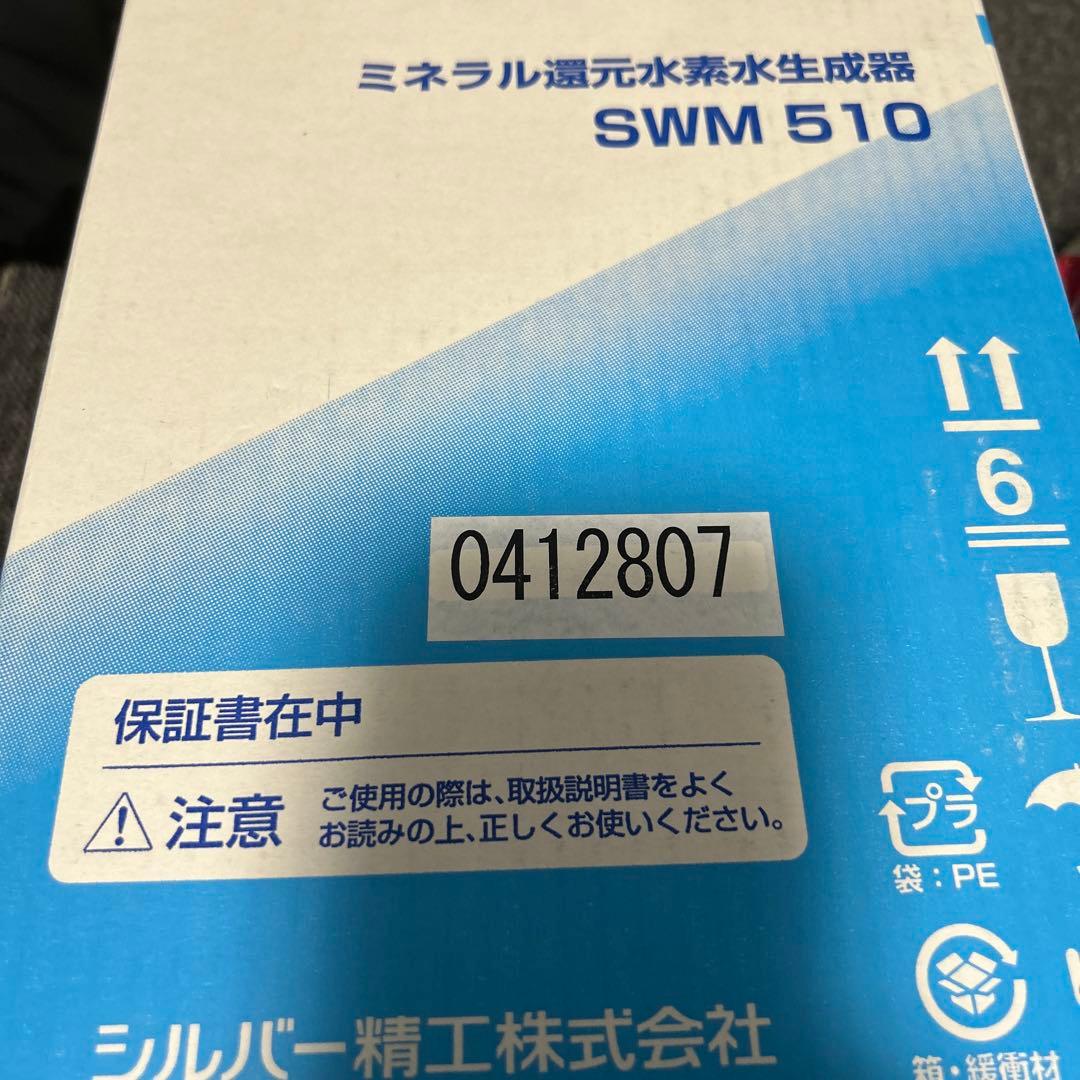 ミネラル還元水素水生成器
SWM 510
6
0412807
保証書在中
注意
ご使用の際は、取扱説明書をよく
お読みの上、正しくお使いください。
プラ
袋：PE
シルバー精工株式会社
箱・緩衝材